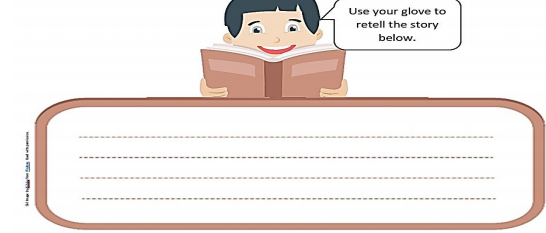 Use your glove to
retell the story
below.